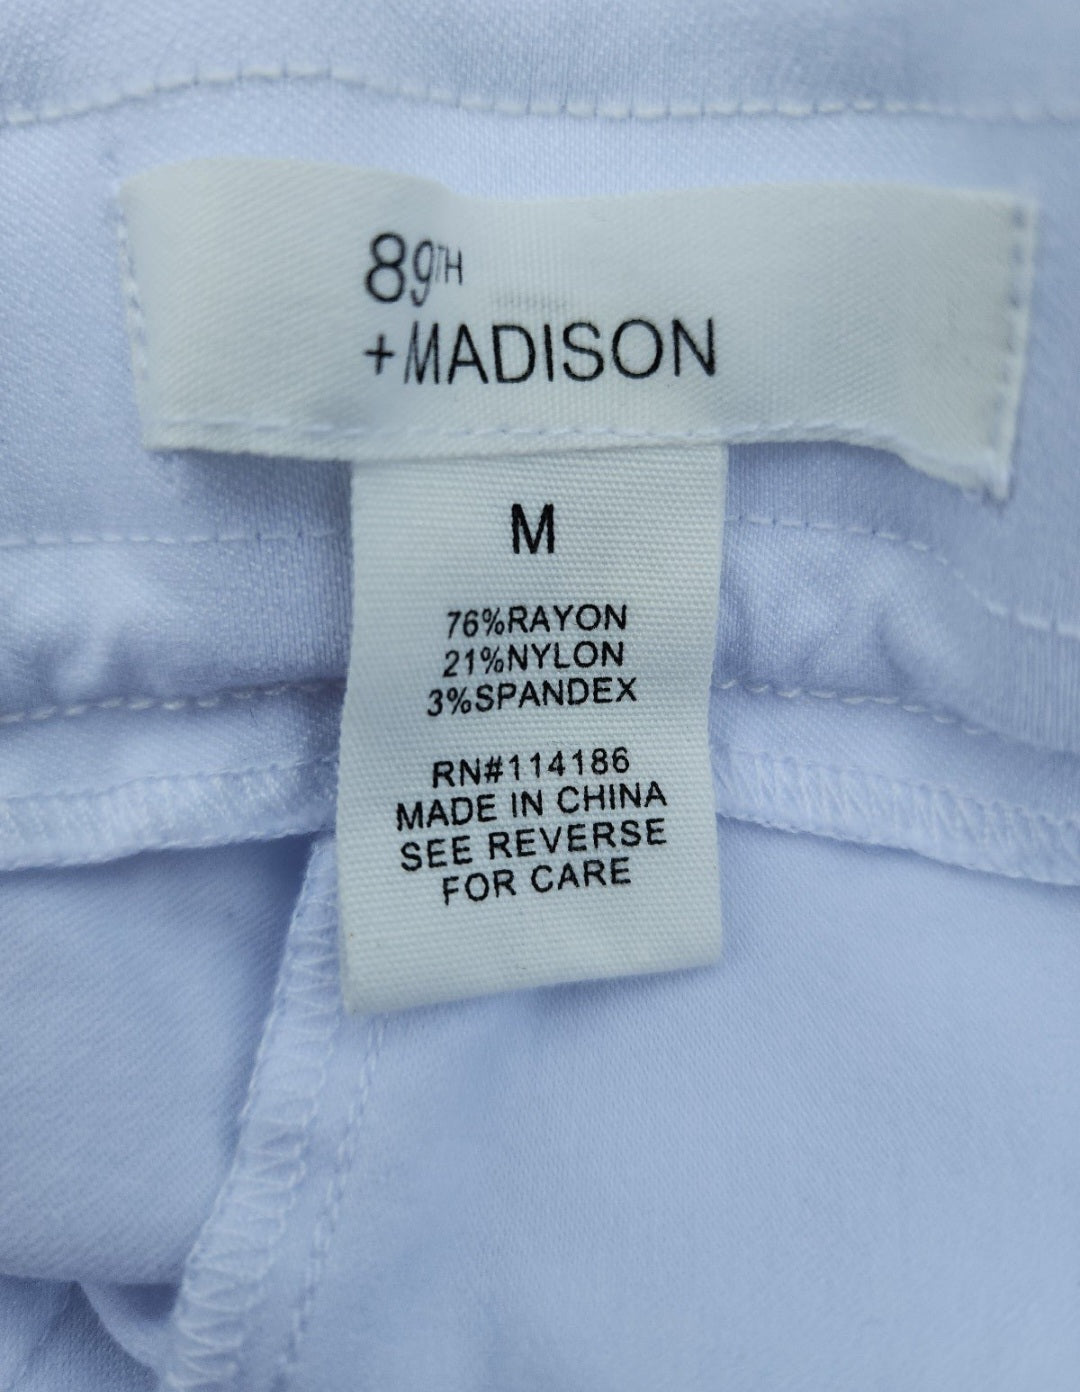 89TH
+MADISON
M
76%RAYON
21%NYLON
3%SPANDEX
RN#114186
MADE IN CHINA
SEE REVERSE
FOR CARE